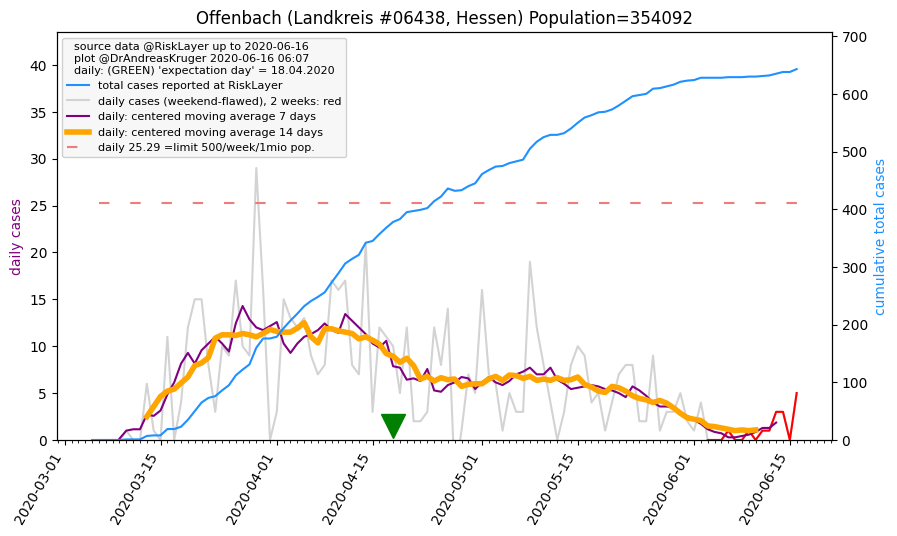 Offenbach (Landkreis #06438, Hessen) Population=354092
source data @RiskLayer up to 2020-06-16
plot @DrAndreasKruger 2020-06-16 06:07
daily: (GREEN) 'expectation day' = 18.04.2020
total cases reported at RiskLayer
daily cases (weekend-flawed), 2 weeks: red
daily: centered moving average 7 days
daily: centered moving average 14 days
daily 25.29 =limit 500/week/1mio pop.
daily cases
40
35
30
25
20
15
10
5
0
700
600
500
400
300
200
100
0
cumulative total cases
2020-03-01
2020-03-15
2020-04-01
2020-04-15
2020-05-01
2020-05-15
2020-06-01
2020-06-15